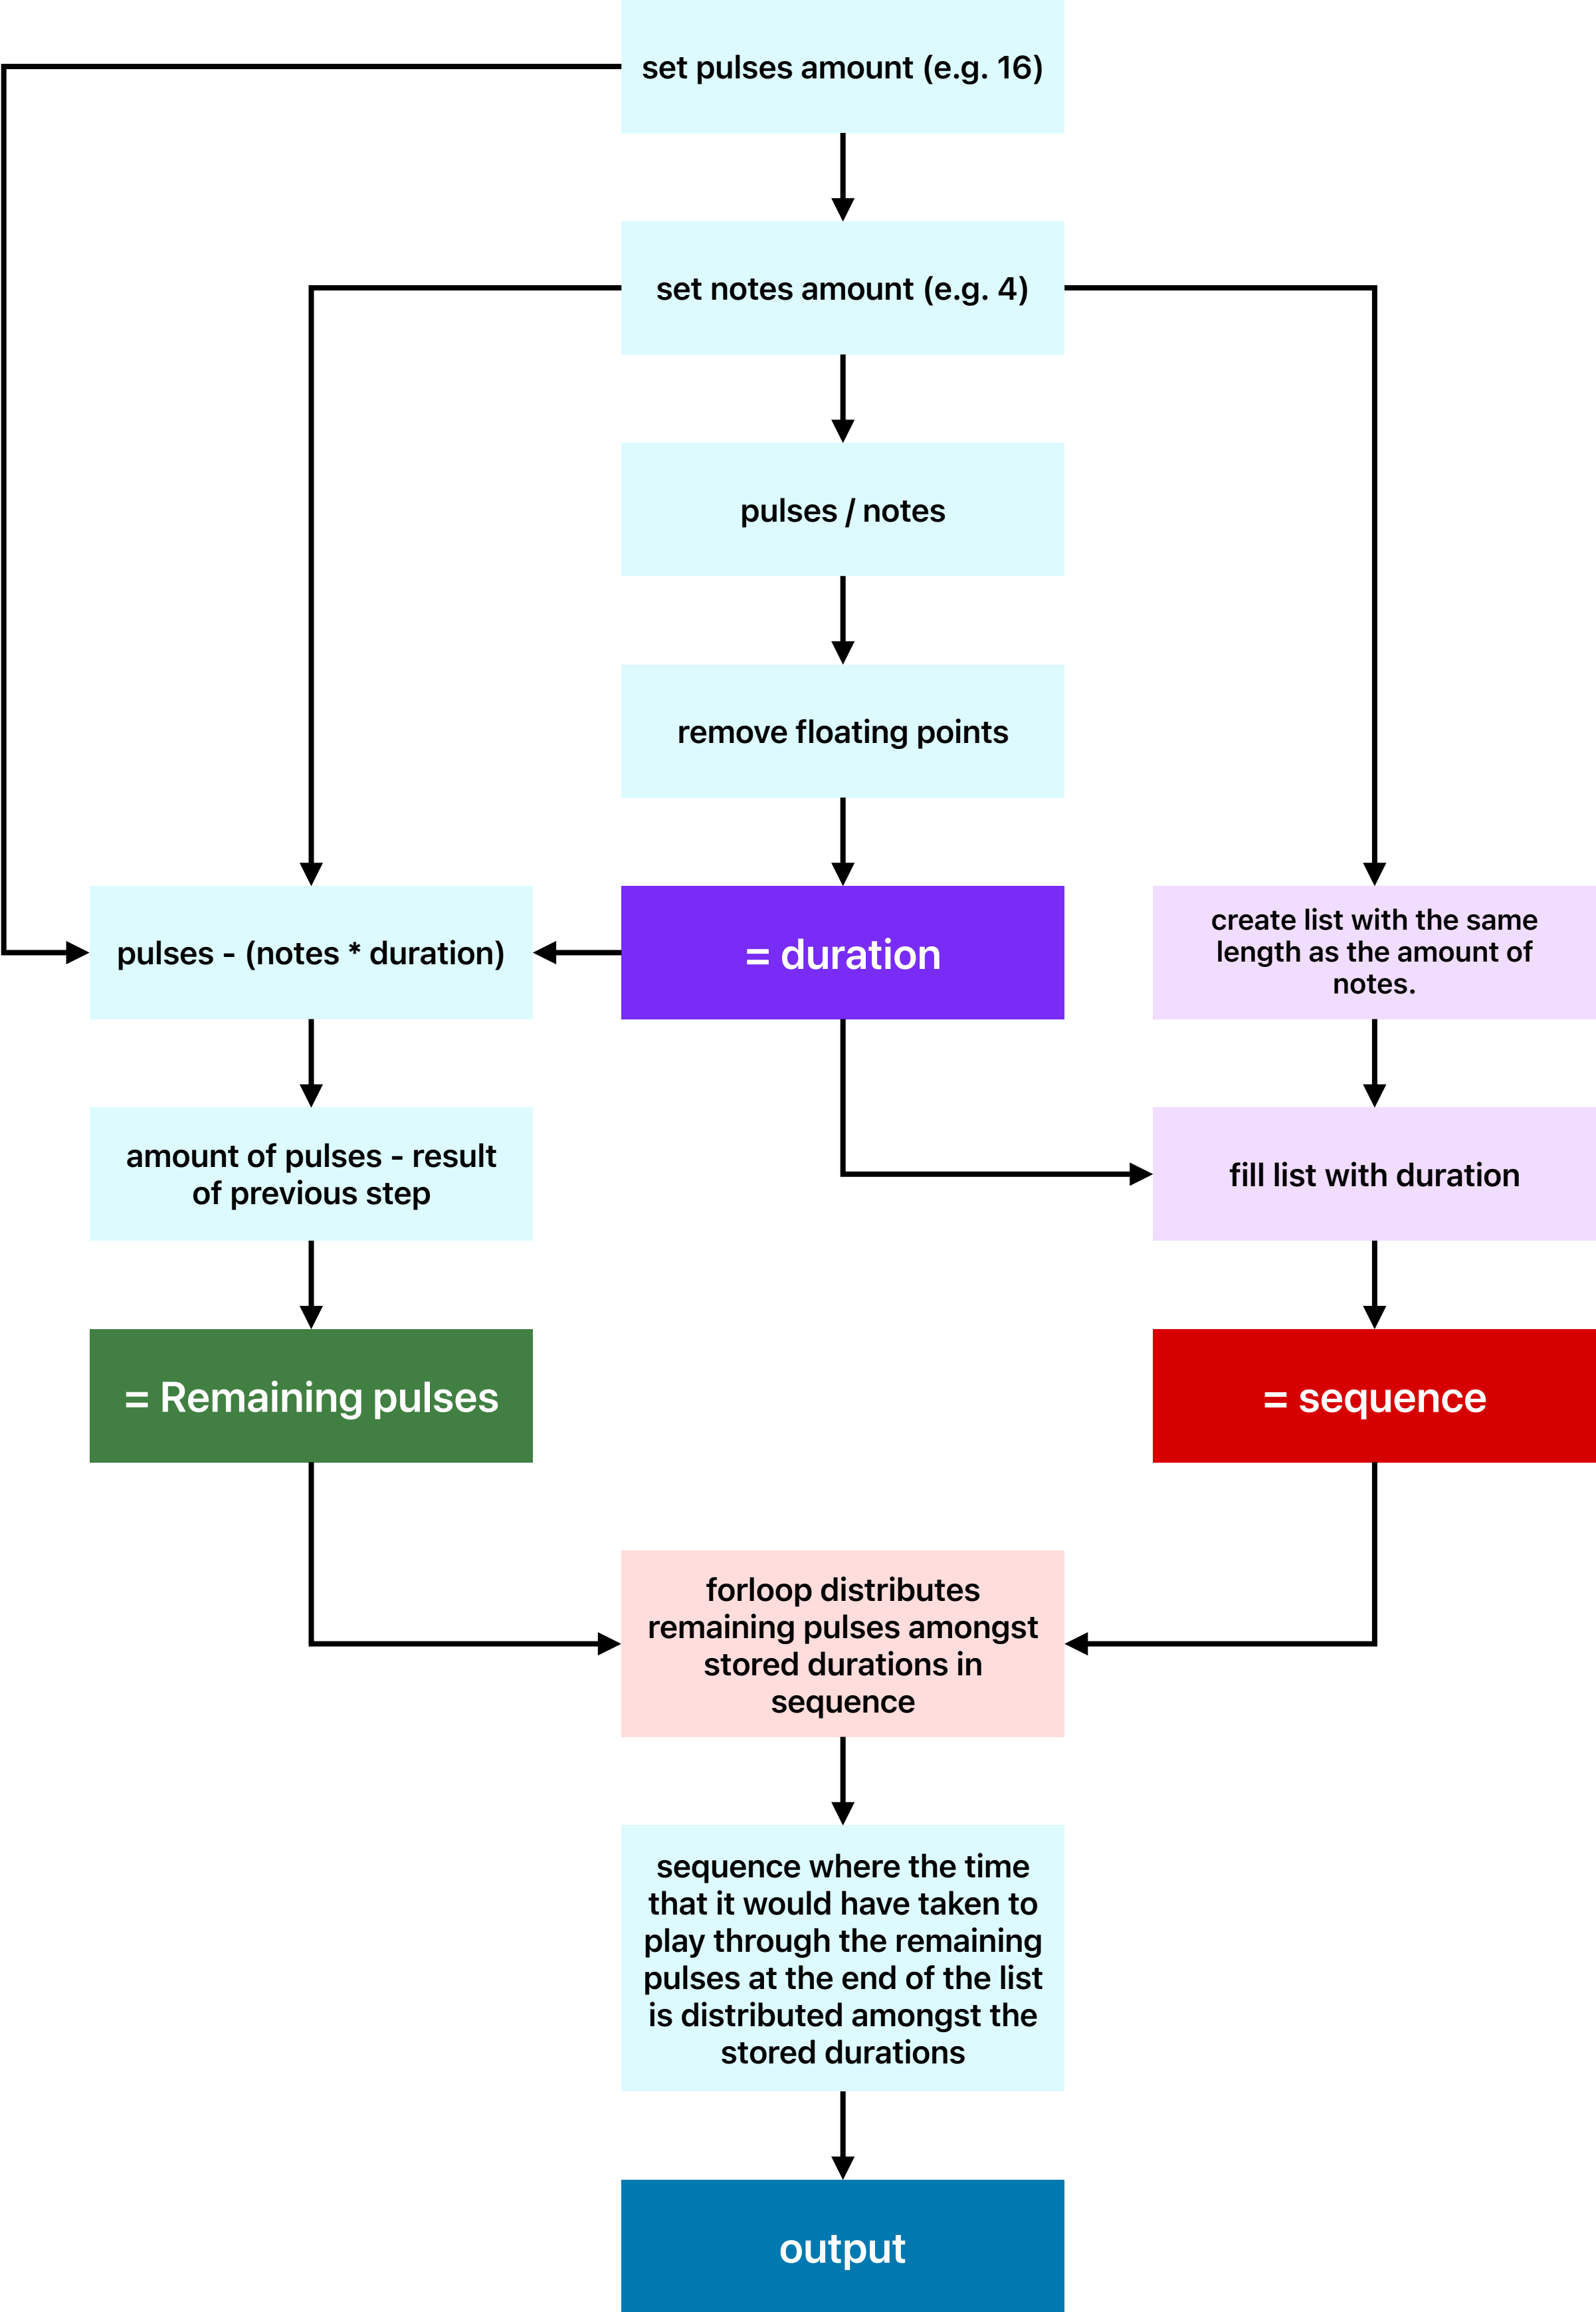 set pulses amount (e.g. 16)
set notes amount (e.g. 4)
pulses / notes
remove floating points
pulses - (notes * duration)
= duration
create list with the same
length as the amount of
notes.
amount of pulses - result
of previous step
fill list with duration
= Remaining pulses
= sequence
forloop distributes
remaining pulses amongst
stored durations in
sequence
sequence where the time
that it would have taken to
play through the remaining
pulses at the end of the list
is distributed amongst the
stored durations
output